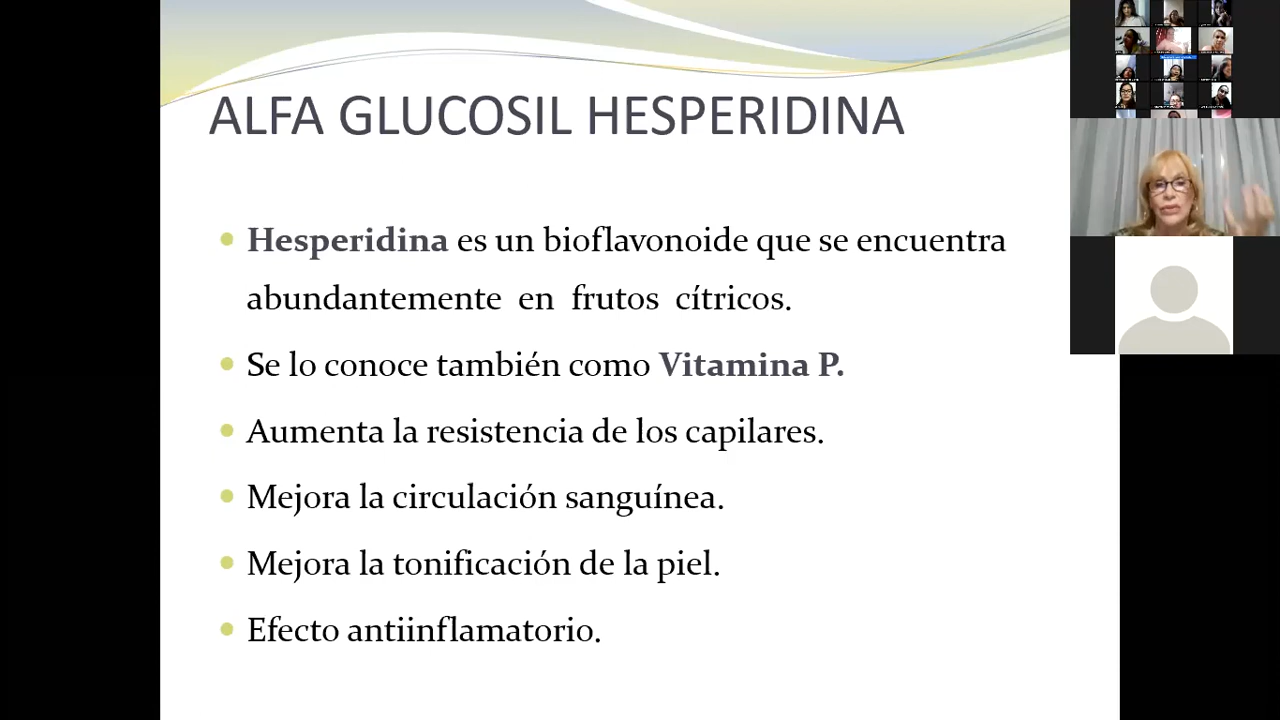 ALFA GLUCOSIL HESPERIDINA
Hesperidina es un bioflavonoide que se encuentra
abundantemente en frutos cítricos.
Se lo conoce también como Vitamina P.
Aumenta la resistencia de los capilares.
Mejora la circulación sanguínea.
Mejora la tonificación de la piel.
Efecto antiinflamatorio.